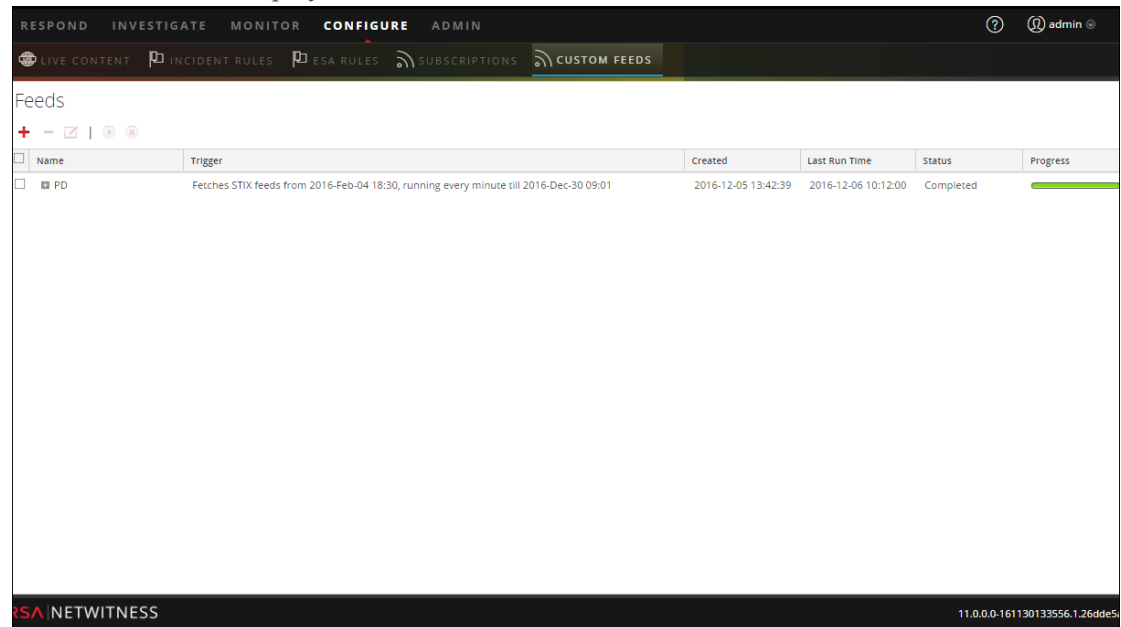 RESPOND INVESTIGATE MONITOR CONFIGURE ADMIN ? admin
LIVE CONTENT INCIDENT RULES ESA RULES SUBSCRIPTIONS CUSTOM FEEDS
Feeds
Name Trigger Created Last Run Time Status Progress
PD Fetches STIX feeds from 2016-Feb-04 18:30, running every minute till 2016-Dec-30 09:01 2016-12-05 13:42:39 2016-12-06 10:12:00 Completed
RSA NETWITNESS 11.0.0.0-161130133556.1.26dde5